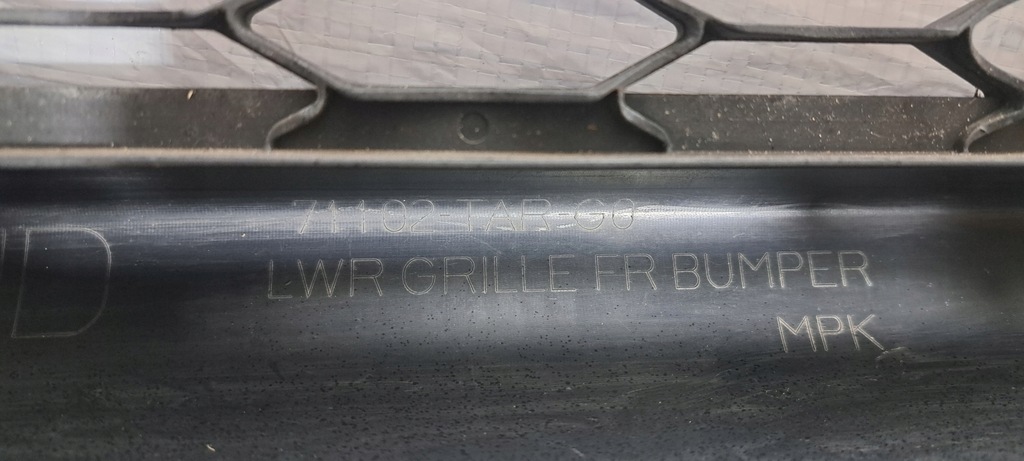 71102-TAR-G0
LWR GRILLE FR BUMPER
MPK
D